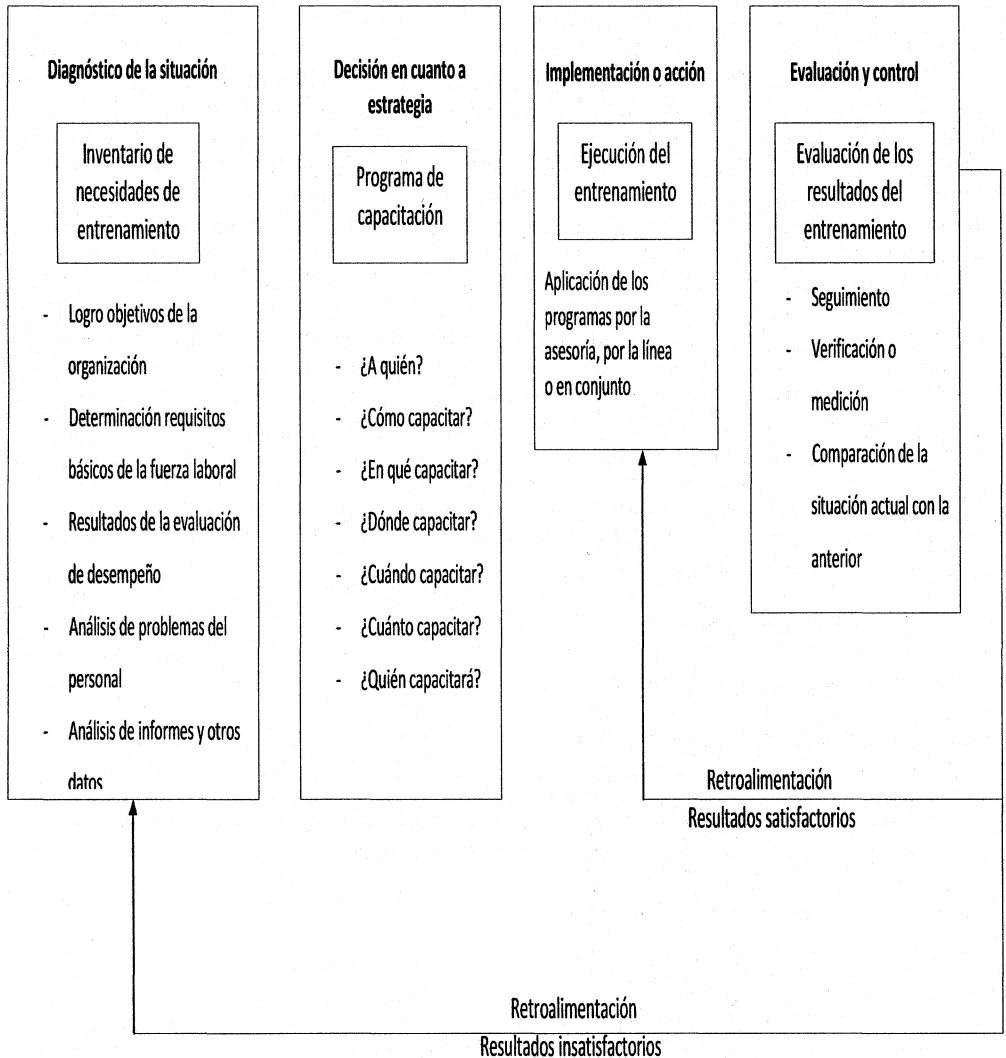 Diagnóstico de la situación
Inventario de
necesidades de
entrenamiento
- Logro objetivos de la
organización
- Determinación requisitos
básicos de la fuerza laboral
- Resultados de la evaluación
de desempeño
- Análisis de problemas del
personal
- Análisis de informes y otros
datos
Decisión en cuanto a
estrategia
Programa de
capacitación
- ¿A quién?
- ¿Cómo capacitar?
- ¿En qué capacitar?
- ¿Dónde capacitar?
- ¿Cuándo capacitar?
- ¿Cuánto capacitar?
- ¿Quién capacitará?
Implementación o acción
Ejecución del
entrenamiento
Aplicación de los
programas por la
asesoría, por la línea
o en conjunto
Evaluación y control
Evaluación de los
resultados del
entrenamiento
- Seguimiento
- Verificación o
medición
- Comparación de la
situación actual con la
anterior
Retroalimentación
Resultados satisfactorios
Retroalimentación
Resultados insatisfactorios